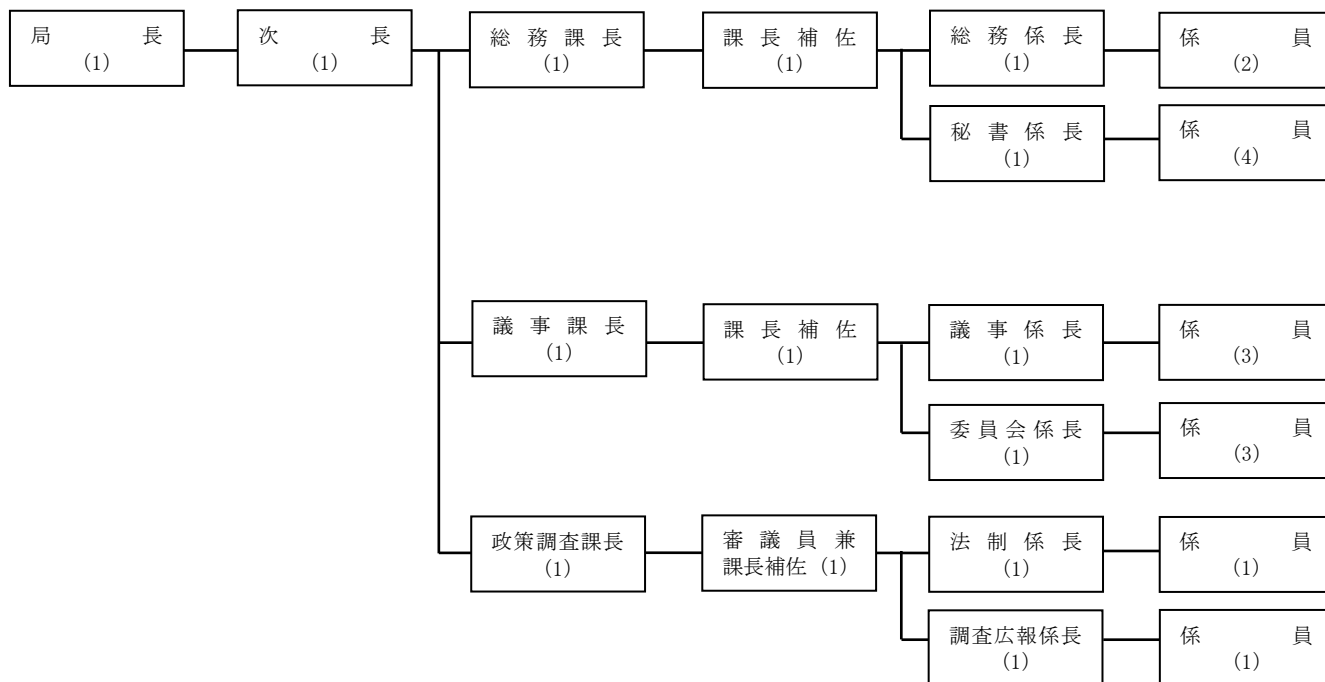 局長
(1)
次長
(1)
総務課長
(1)
課長補佐
(1)
総務係長
(1)
係員
(2)
秘書係長
(1)
係員
(4)
議事課長
(1)
課長補佐
(1)
議事係長
(1)
係員
(3)
委員会係長
(1)
係員
(3)
政策調査課長
(1)
審議員兼
課長補佐 (1)
法制係長
(1)
係員
(1)
調査広報係長
(1)
係員
(1)